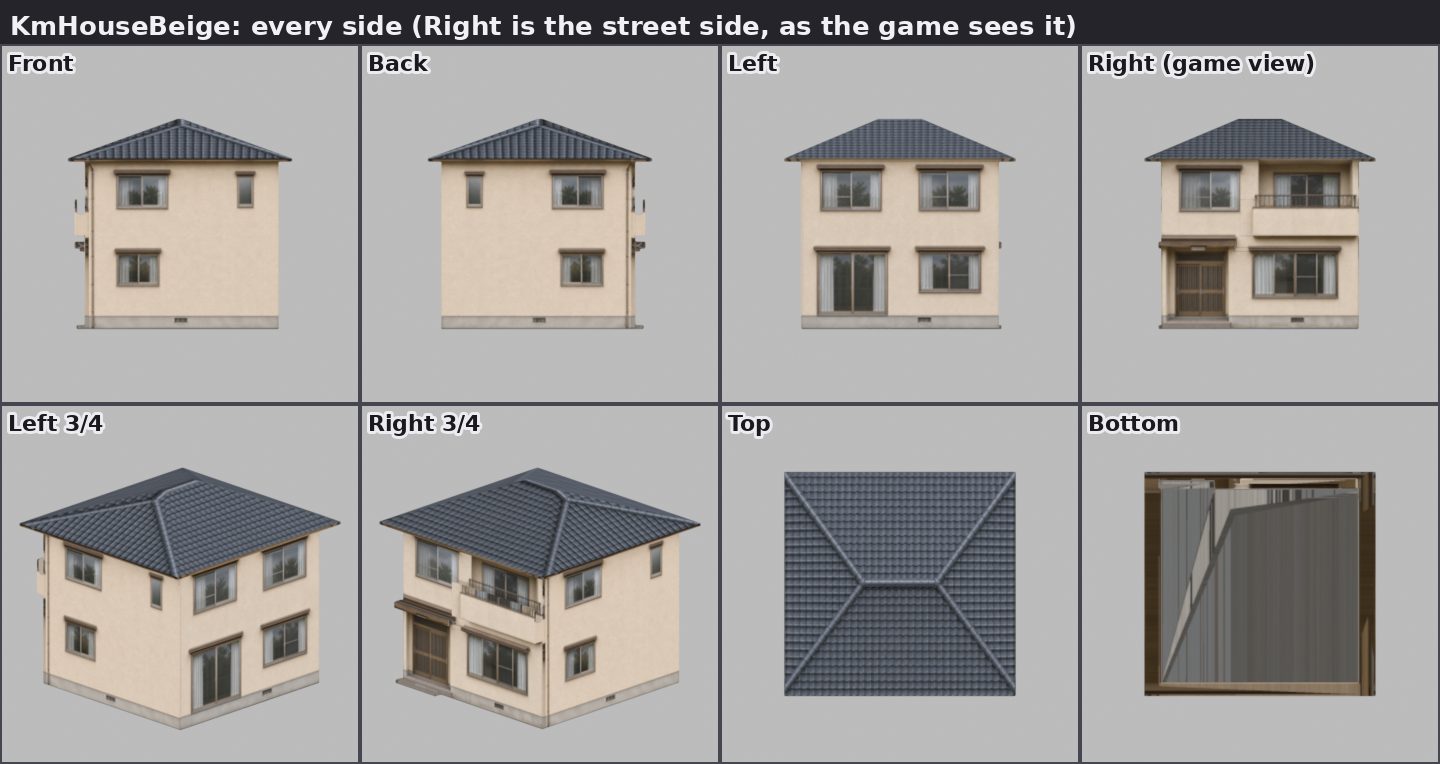 KmHouseBeige: every side (Right is the street side, as the game sees it)
Front
Back
Left
Right (game view)
Left 3/4
Right 3/4
Top
Bottom